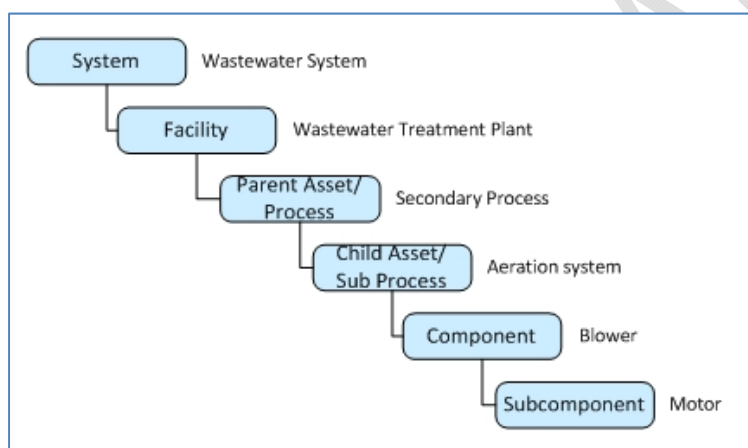 System Wastewater System
Facility Wastewater Treatment Plant
Parent Asset/
Process Secondary Process
Child Asset/
Sub Process Aeration system
Component Blower
Subcomponent Motor